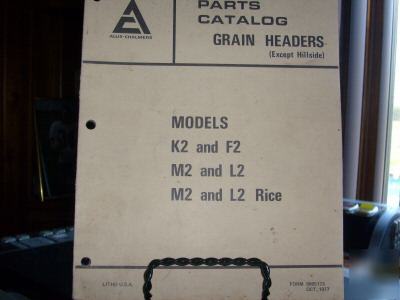 PARTS
CATALOG
GRAIN HEADERS
(Except Hillside)
ALLIS-CHALMERS
MODELS
K2 and F2
M2 and L2
M2 and L2 Rice
LITHO U.S.A.
FORM
OCT, 1977